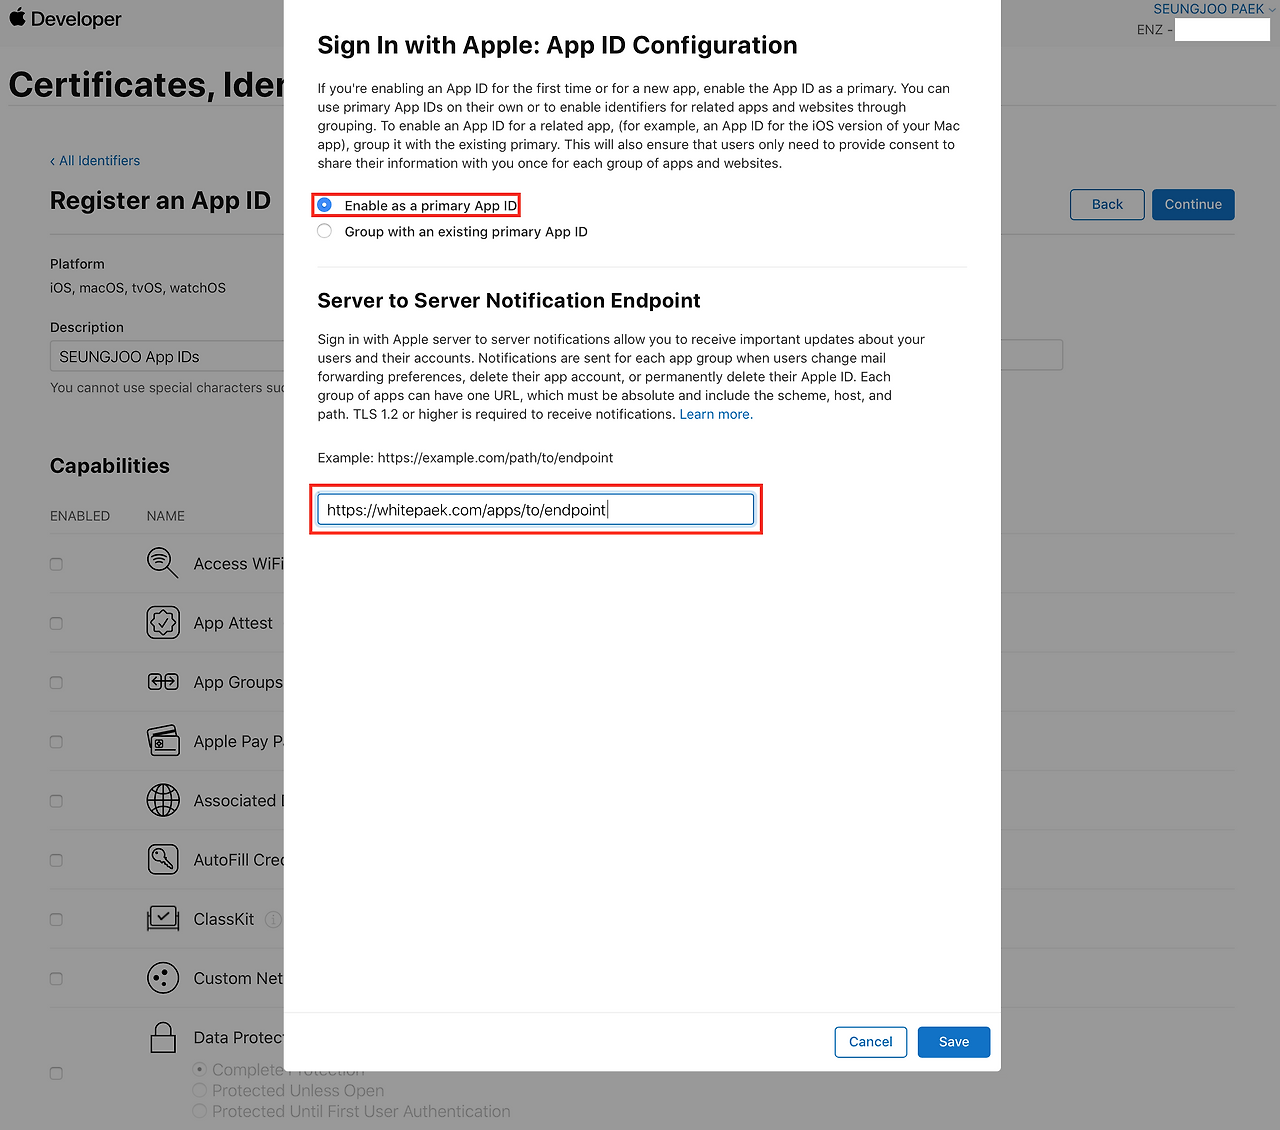 Developer
SEUNGJOO PAEK
ENZ -
Certificates, Iden
‹ All Identifiers
Register an App ID
Back
Continue
Platform
iOS, macOS, tvOS, watchOS
Description
SEUNGJOO App IDs
You cannot use special characters suc
Capabilities
ENABLED
NAME
Access WiFi
App Attest
App Groups
Apple Pay P
Associated
AutoFill Cred
ClassKit
Custom Net
Data Protec
Complete Protection
Protected Unless Open
Protected Until First User Authentication
Sign In with Apple: App ID Configuration
If you're enabling an App ID for the first time or for a new app, enable the App ID as a primary. You can
use primary App IDs on their own or to enable identifiers for related apps and websites through
grouping. To enable an App ID for a related app, (for example, an App ID for the iOS version of your Mac
app), group it with the existing primary. This will also ensure that users only need to provide consent to
share their information with you once for each group of apps and websites.
Enable as a primary App ID
Group with an existing primary App ID
Server to Server Notification Endpoint
Sign in with Apple server to server notifications allow you to receive important updates about your
users and their accounts. Notifications are sent for each app group when users change mail
forwarding preferences, delete their app account, or permanently delete their Apple ID. Each
group of apps can have one URL, which must be absolute and include the scheme, host, and
path. TLS 1.2 or higher is required to receive notifications. Learn more.
Example: https://example.com/path/to/endpoint
https://whitepaek.com/apps/to/endpoint
Cancel
Save